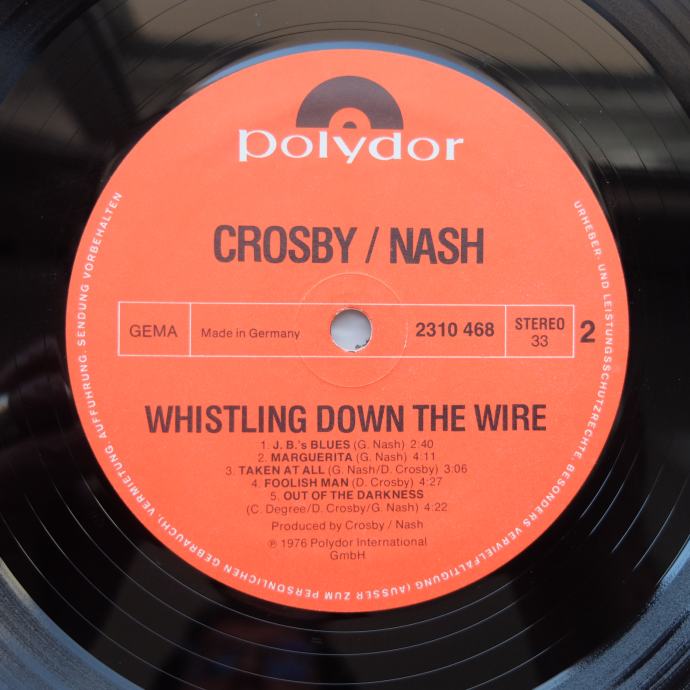 polydor
CROSBY / NASH
GEMA
Made in Germany
2310 468
STEREO
33
2
WHISTLING DOWN THE WIRE
1. J. B.'s BLUES (G. Nash) 2:40
2. MARGUERITA (G. Nash) 4:11
3. TAKEN AT ALL (G. Nash/D. Crosby) 3:06
4. FOOLISH MAN (D. Crosby) 4:27
5. OUT OF THE DARKNESS
(C. Degree/D. Crosby/G. Nash) 4:22
Produced by Crosby / Nash
℗ 1976 Polydor International
GmbH
URHEBER- UND LEISTUNGSSCHUTZRECHTE, BESONDERS VERVIELFÄLTIGUNG (AUSSER ZUM PERSÖNLICHEN GEBRAUCH), VERMIETUNG, AUFFÜHRUNG, SENDUNG VORBEHALTEN